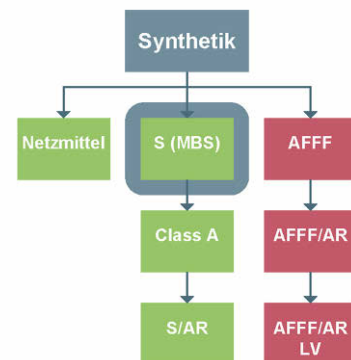 Synthetik
Netzmittel
S (MBS)
AFFF
Class A
AFFF/AR
S/AR
AFFF/AR
LV